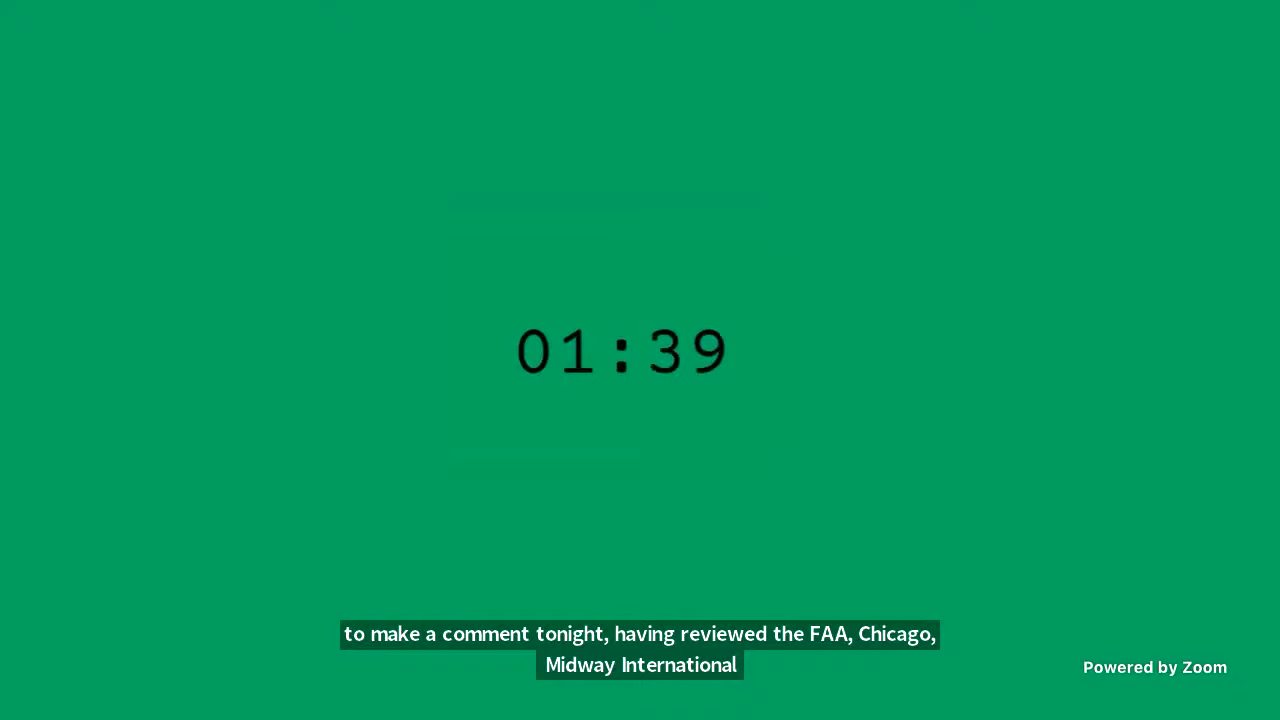 01:39
to make a comment tonight, having reviewed the FAA, Chicago,
Midway International
Powered by Zoom